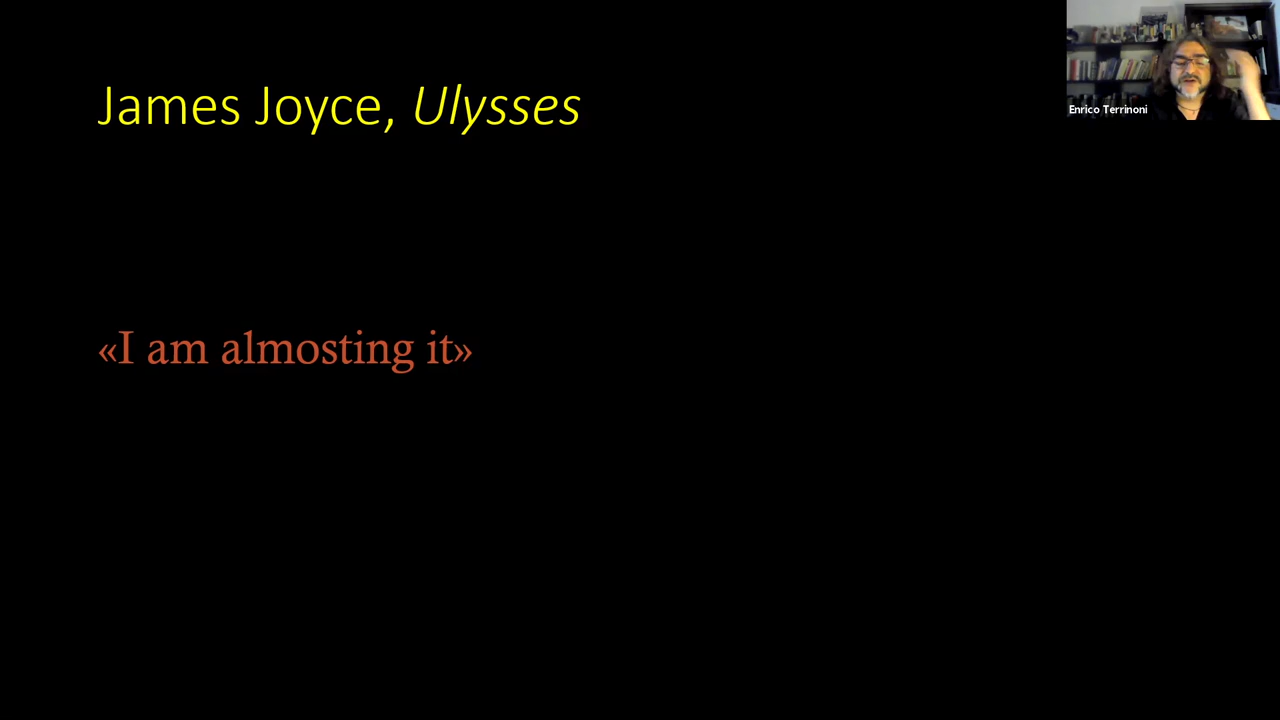 James Joyce, Ulysses
Enrico Terrinoni
«I am almosting it»